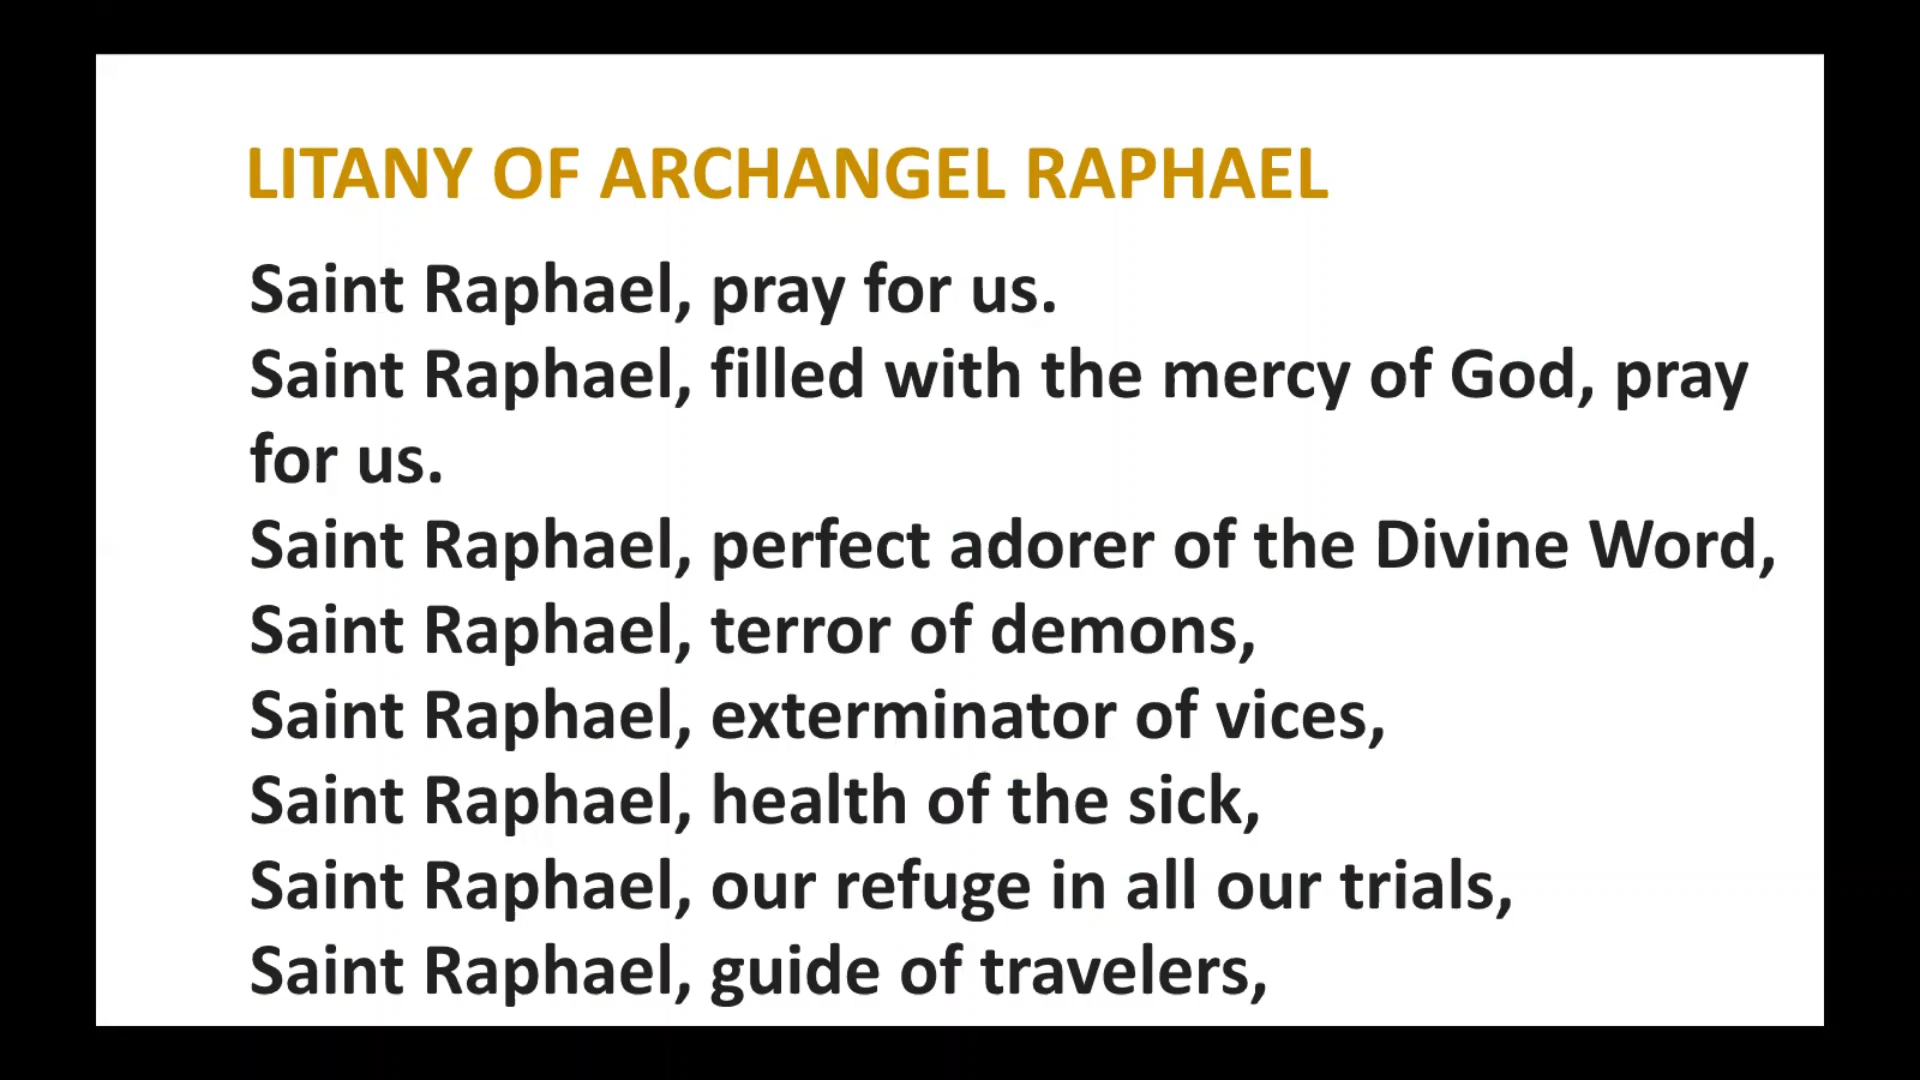 LITANY OF ARCHANGEL RAPHAEL
Saint Raphael, pray for us.
Saint Raphael, filled with the mercy of God, pray
for us.
Saint Raphael, perfect adorer of the Divine Word,
Saint Raphael, terror of demons,
Saint Raphael, exterminator of vices,
Saint Raphael, health of the sick,
Saint Raphael, our refuge in all our trials,
Saint Raphael, guide of travelers,